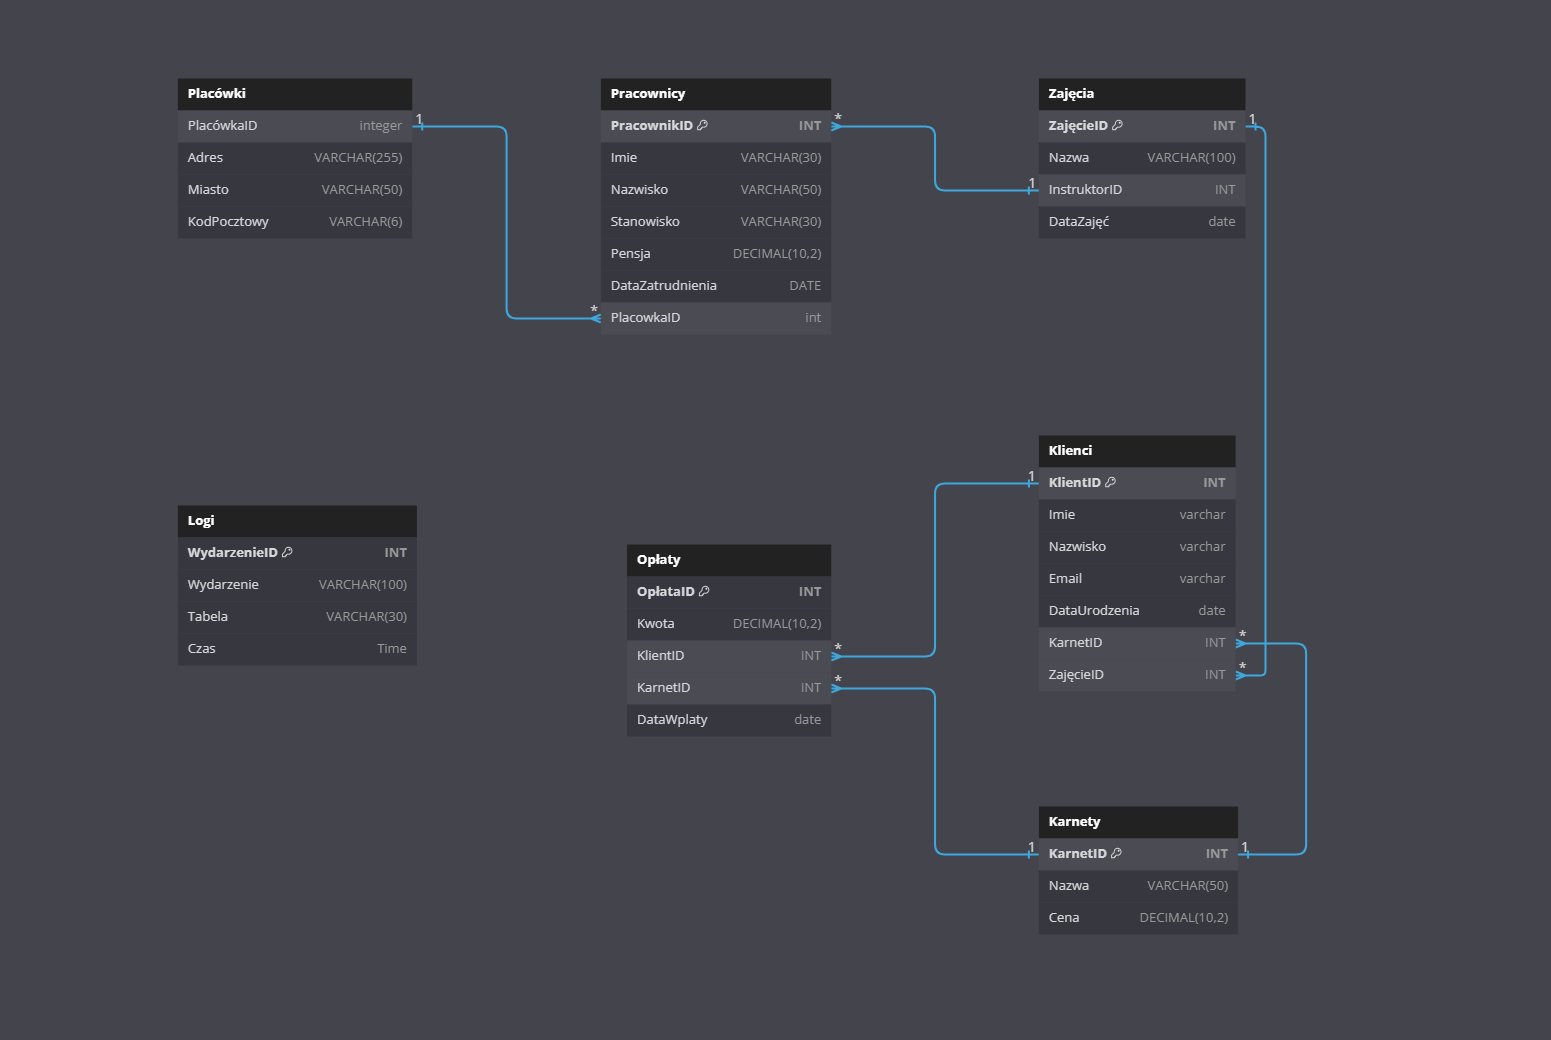 Placówki
PlacówkaID integer
Adres VARCHAR(255)
Miasto VARCHAR(50)
KodPocztowy VARCHAR(6)
1
*
Pracownicy
PracownikID INT
Imie VARCHAR(30)
Nazwisko VARCHAR(50)
Stanowisko VARCHAR(30)
Pensja DECIMAL(10,2)
DataZatrudnienia DATE
PlacowkaID int
*
1
Zajęcia
ZajęcieID INT
Nazwa VARCHAR(100)
InstruktorID INT
DataZajęć date
1
Logi
WydarzenieID INT
Wydarzenie VARCHAR(100)
Tabela VARCHAR(30)
Czas Time
Opłaty
OpłataID INT
Kwota DECIMAL(10,2)
KlientID INT
KarnetID INT
DataWplaty date
*
*
1
Klienci
KlientID INT
Imie varchar
Nazwisko varchar
Email varchar
DataUrodzenia date
KarnetID INT
ZajęcieID INT
*
*
1
Karnety
KarnetID INT
Nazwa VARCHAR(50)
Cena DECIMAL(10,2)
1